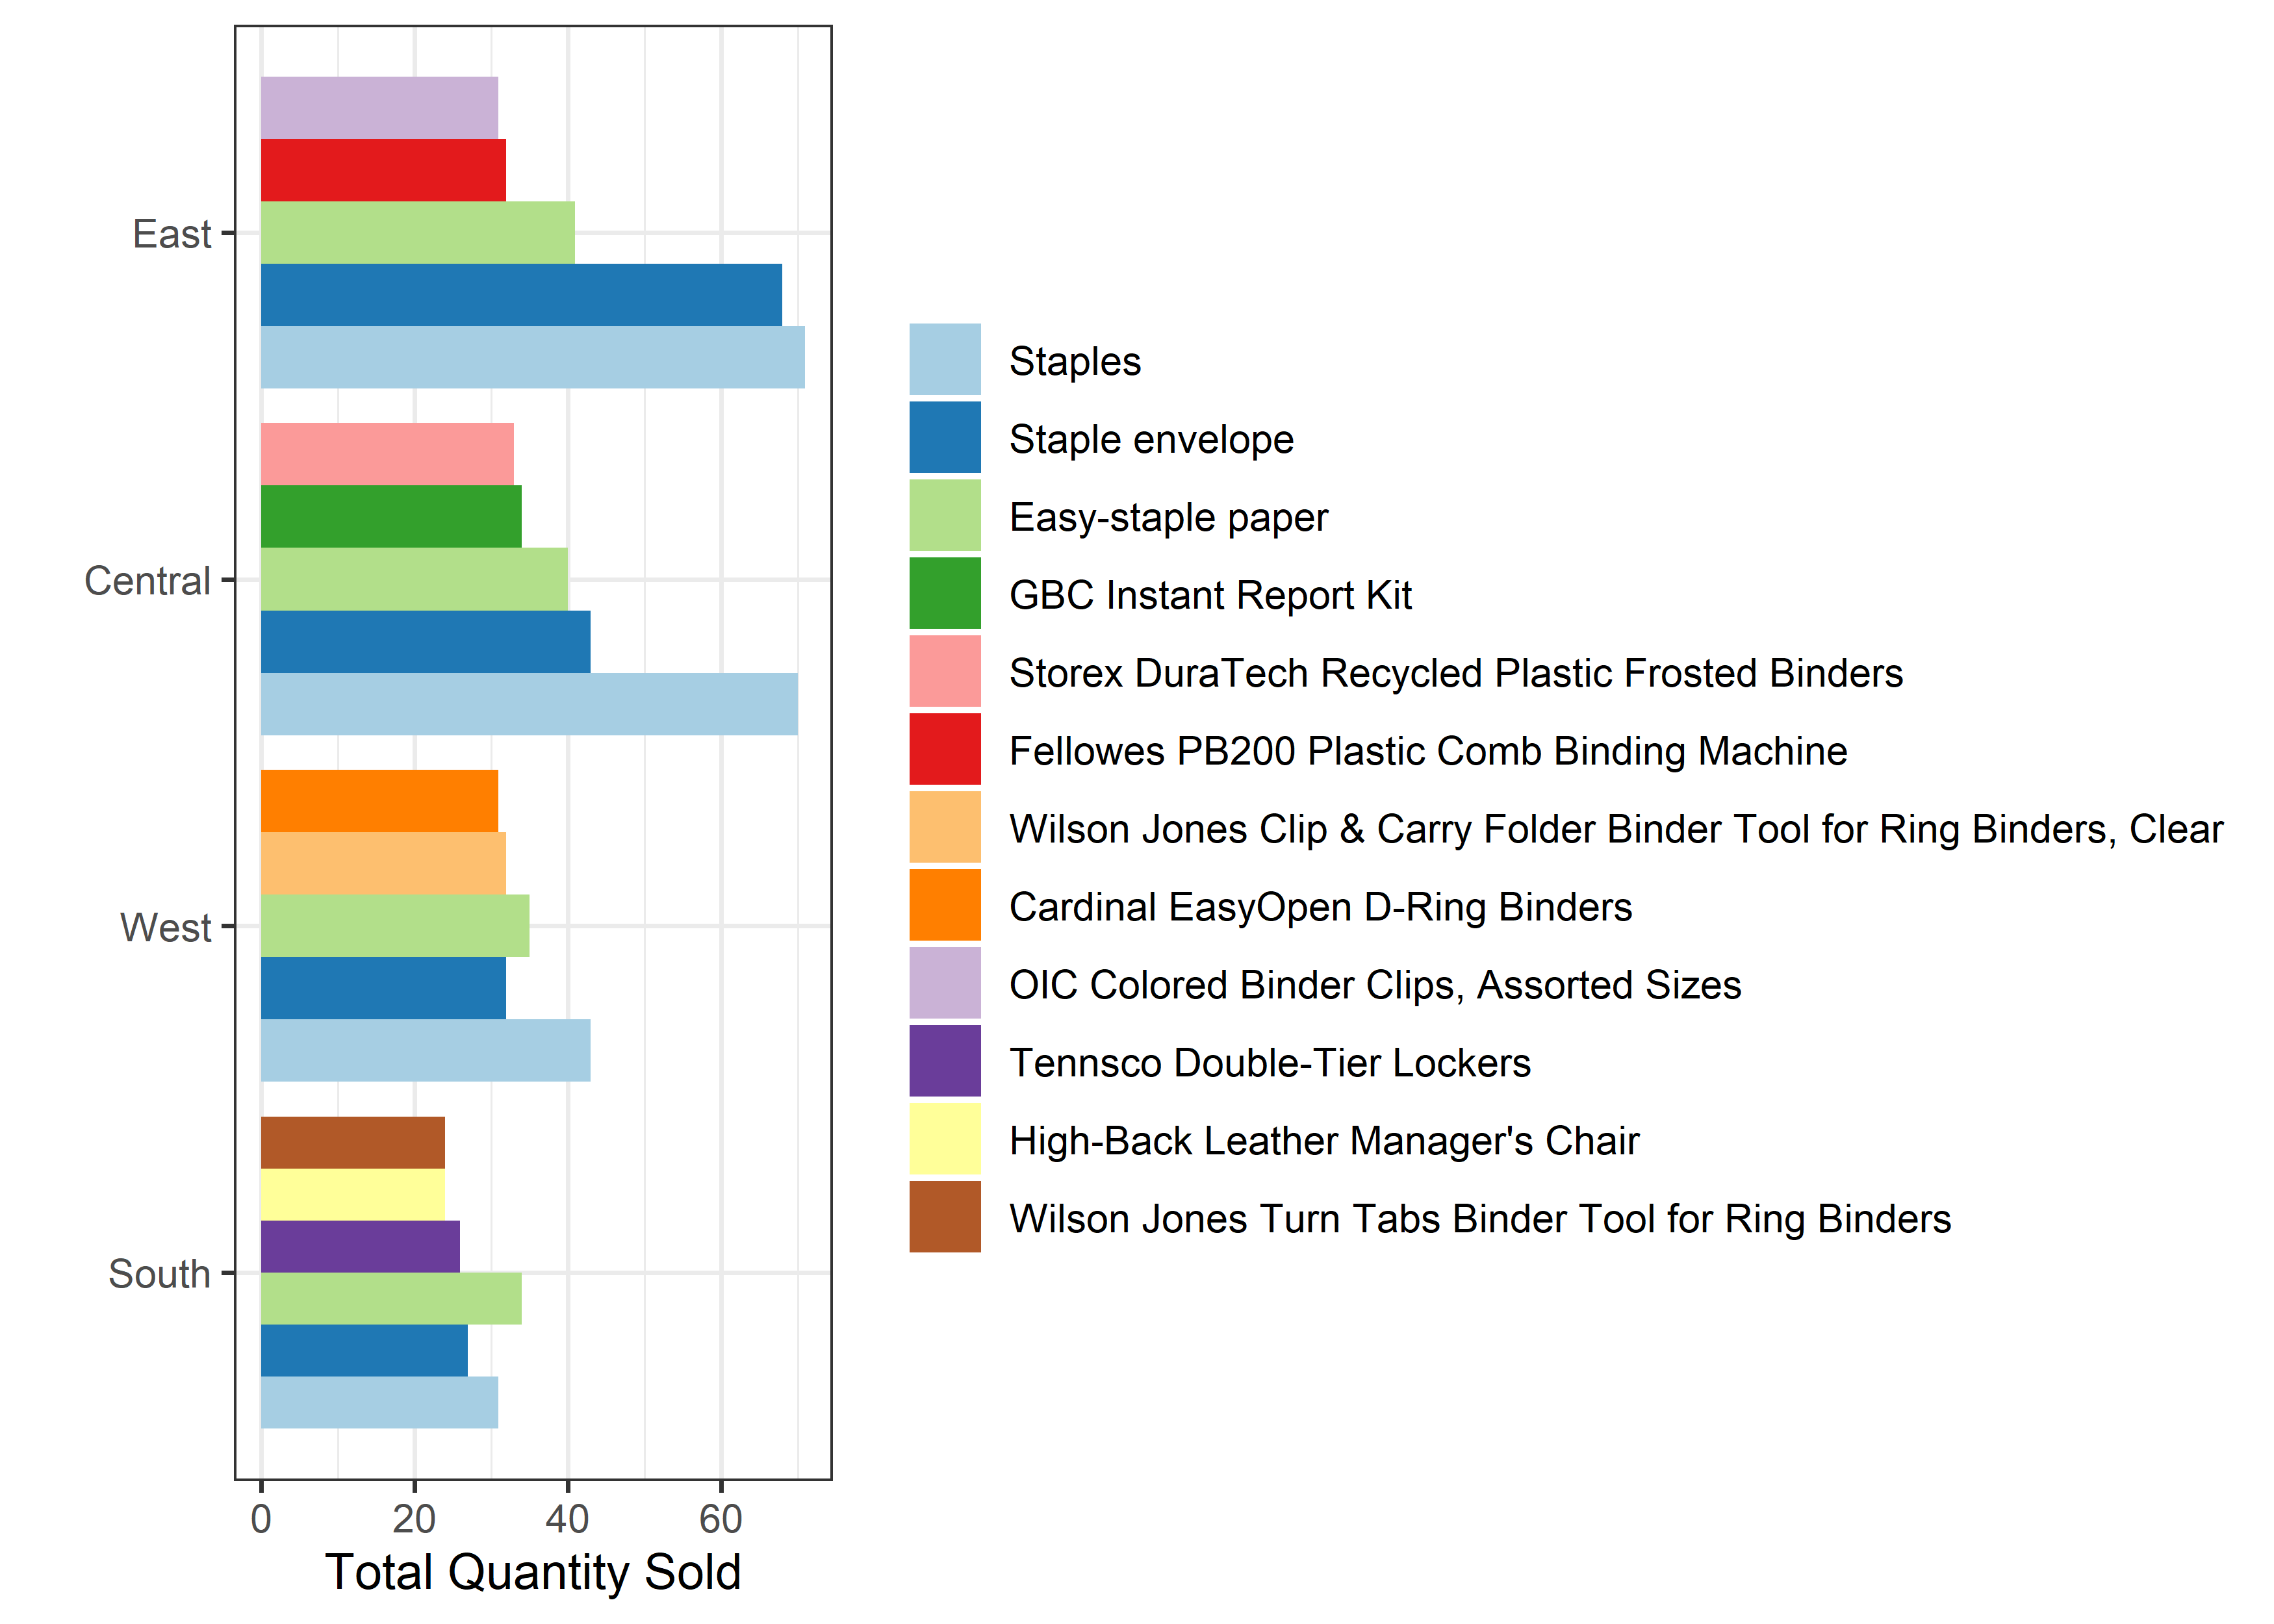 East
Central
West
South
0 20 40 60
Total Quantity Sold
Staples
Staple envelope
Easy-staple paper
GBC Instant Report Kit
Storex DuraTech Recycled Plastic Frosted Binders
Fellowes PB200 Plastic Comb Binding Machine
Wilson Jones Clip & Carry Folder Binder Tool for Ring Binders, Clear
Cardinal EasyOpen D-Ring Binders
OIC Colored Binder Clips, Assorted Sizes
Tennsco Double-Tier Lockers
High-Back Leather Manager's Chair
Wilson Jones Turn Tabs Binder Tool for Ring Binders